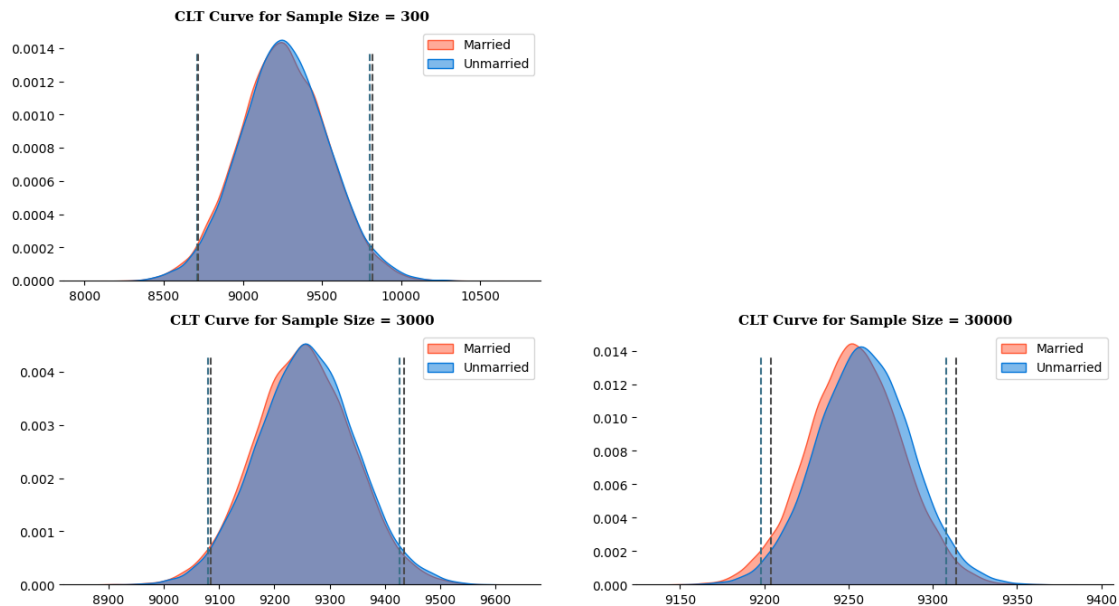 CLT Curve for Sample Size = 300
0.0014
0.0012
0.0010
0.0008
0.0006
0.0004
0.0002
0.0000
Married
Unmarried
8000 8500 9000 9500 10000 10500
CLT Curve for Sample Size = 3000
0.004
0.003
0.002
0.001
0.000
Married
Unmarried
8900 9000 9100 9200 9300 9400 9500 9600
CLT Curve for Sample Size = 30000
0.014
0.012
0.010
0.008
0.006
0.004
0.002
0.000
Married
Unmarried
9150 9200 9250 9300 9350 9400